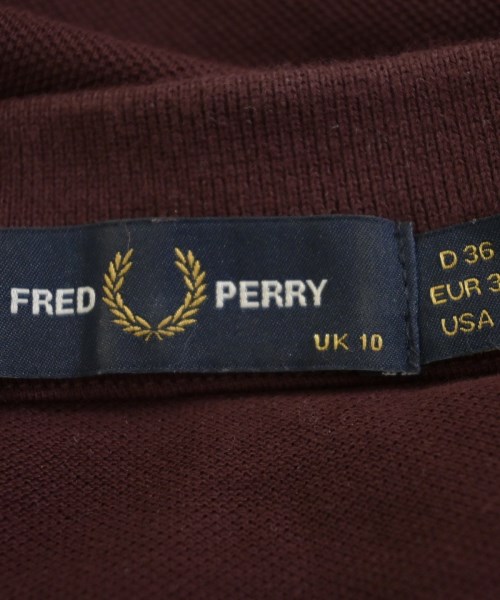 FRED PERRY
UK 10
D 36
EUR 3
USA